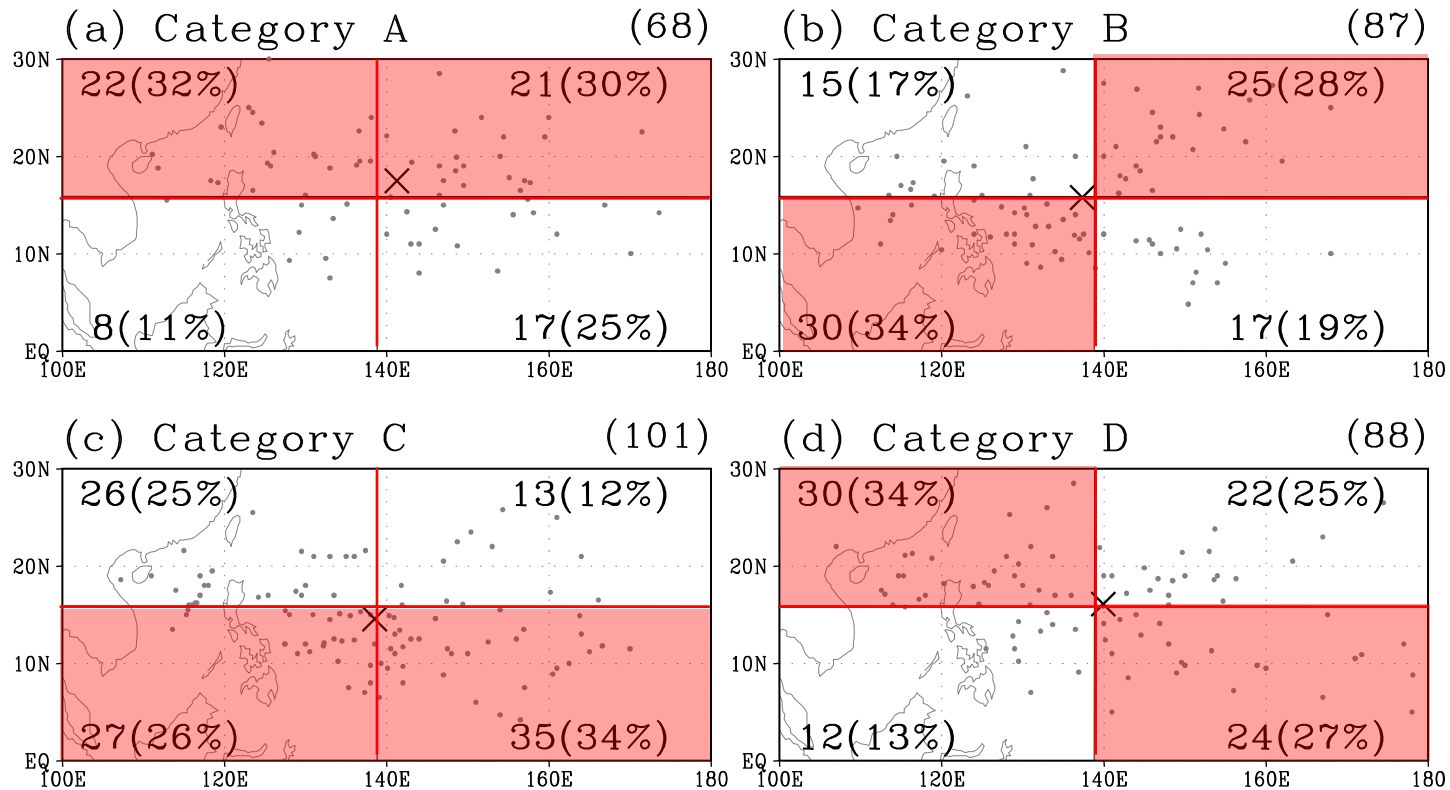 (a) Category A (68)
30N
22(32%) 21(30%)
20N
10N
8(11%) 17(25%)
EQ
100E 120E 140E 160E 180
(b) Category B (87)
30N
15(17%) 25(28%)
20N
10N
30(34%) 17(19%)
EQ
100E 120E 140E 160E 180
(c) Category C (101)
30N
26(25%) 13(12%)
20N
10N
27(26%) 35(34%)
EQ
100E 120E 140E 160E 180
(d) Category D (88)
30N
30(34%) 22(25%)
20N
10N
12(13%) 24(27%)
EQ
100E 120E 140E 160E 180